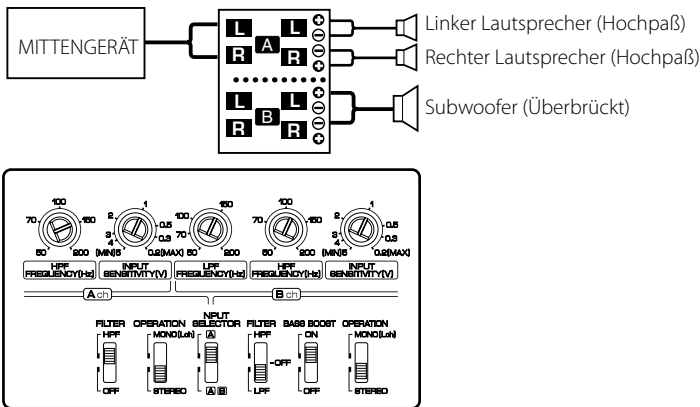 MITTENGERÄT
L L
R A R
L L
R B R
Linker Lautsprecher (Hochpaß)
Rechter Lautsprecher (Hochpaß)
Subwoofer (Überbrückt)
100 1 150 100 1
70 150 2 0.5 100 70 150 2 0.5
3 0.3 70 3 0.3
4 4
50 200 (MIN)5 0.2(MAX) 50 200 50 200 (MIN)5 0.2(MAX)
HPF INPUT LPF HPF INPUT
FREQUENCY(Hz) SENSITIVITY(V) FREQUENCY(Hz) FREQUENCY(Hz) SENSITIVITY(V)
A ch B ch
INPUT
FILTER OPERATION SELECTOR FILTER BASS BOOST OPERATION
HPF MONO(Lch) A HPF ON MONO(Lch)
OFF
OFF STEREO A B LPF OFF STEREO